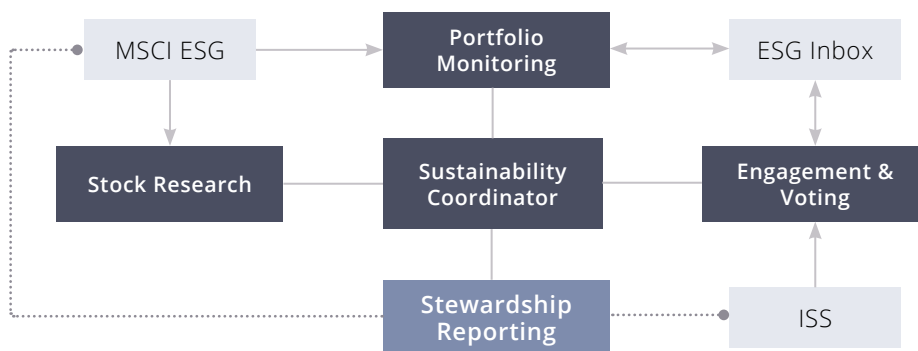 MSCI ESG
Portfolio
Monitoring
ESG Inbox
Stock Research
Sustainability
Coordinator
Engagement &
Voting
Stewardship
Reporting
ISS